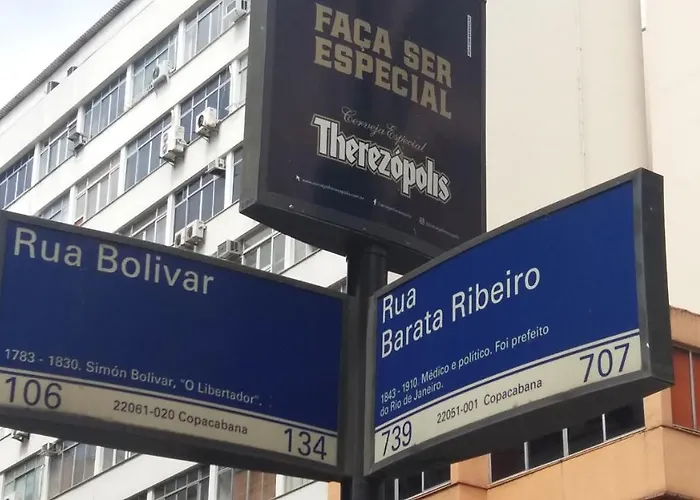 FAÇA SER
ESPECIAL
Cerveja Especial
Therezópolis
Rua Bolivar
1783 - 1830. Simón Bolivar, "O Libertador".
106
22061-020 Copacabana
134
Rua
Barata Ribeiro
1843 - 1910. Médico e político. Foi prefeito
do Rio de Janeiro.
739
22051-001 Copacabana
707